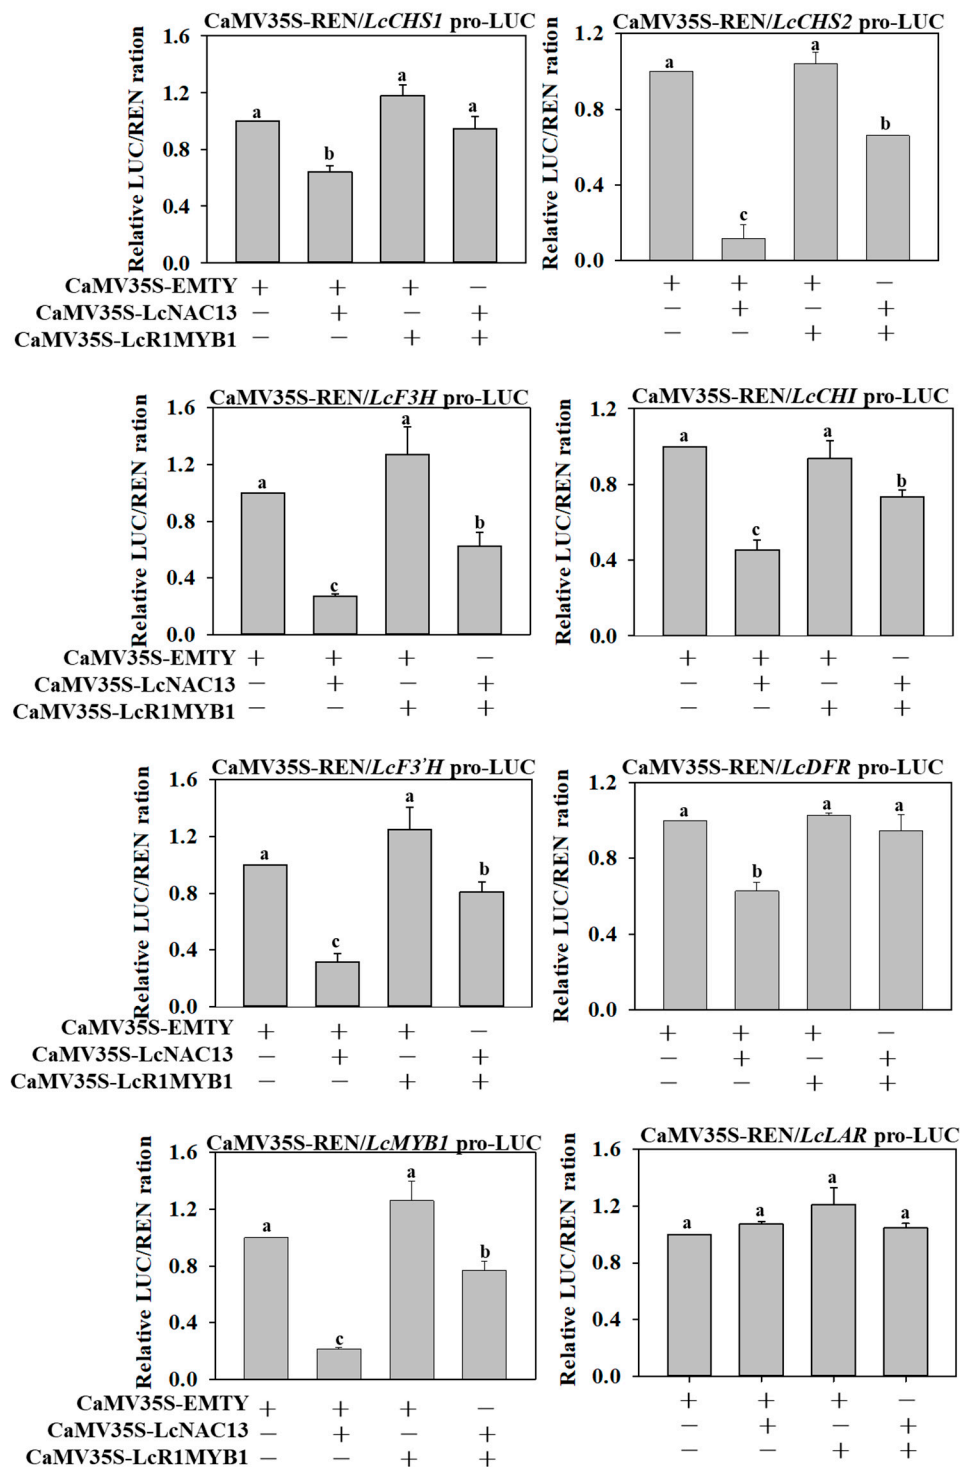 CaMV35S-REN/LcCHS1 pro-LUC
Relative LUC/REN ration
1.6
1.2
0.8
0.4
0.0
a
b
a
a
CaMV35S-EMTY + + + −
CaMV35S-LcNAC13 − + − +
CaMV35S-LcR1MYB1 − − + +
CaMV35S-REN/LcCHS2 pro-LUC
Relative LUC/REN ration
1.2
0.8
0.4
0.0
a
c
a
b
+ + + −
− + − +
− − + +
CaMV35S-REN/LcF3H pro-LUC
Relative LUC/REN ration
1.6
1.2
0.8
0.4
0.0
a
c
a
b
CaMV35S-EMTY + + + −
CaMV35S-LcNAC13 − + − +
CaMV35S-LcR1MYB1 − − + +
CaMV35S-REN/LcCHI pro-LUC
Relative LUC/REN ration
1.2
0.8
0.4
0.0
a
c
a
b
+ + + −
− + − +
− − + +
CaMV35S-REN/LcF3’H pro-LUC
Relative LUC/REN ration
1.6
1.2
0.8
0.4
0.0
a
c
a
b
CaMV35S-EMTY + + + −
CaMV35S-LcNAC13 − + − +
CaMV35S-LcR1MYB1 − − + +
CaMV35S-REN/LcDFR pro-LUC
Relative LUC/REN ration
1.2
0.8
0.4
0.0
a
b
a
a
+ + + −
− + − +
− − + +
CaMV35S-REN/LcMYB1 pro-LUC
Relative LUC/REN ration
1.6
1.2
0.8
0.4
0.0
a
c
a
b
CaMV35S-EMTY + + + −
CaMV35S-LcNAC13 − + − +
CaMV35S-LcR1MYB1 − − + +
CaMV35S-REN/LcLAR pro-LUC
Relative LUC/REN ration
1.6
1.2
0.8
0.4
0.0
a
a
a
a
+ + + −
− + − +
− − + +